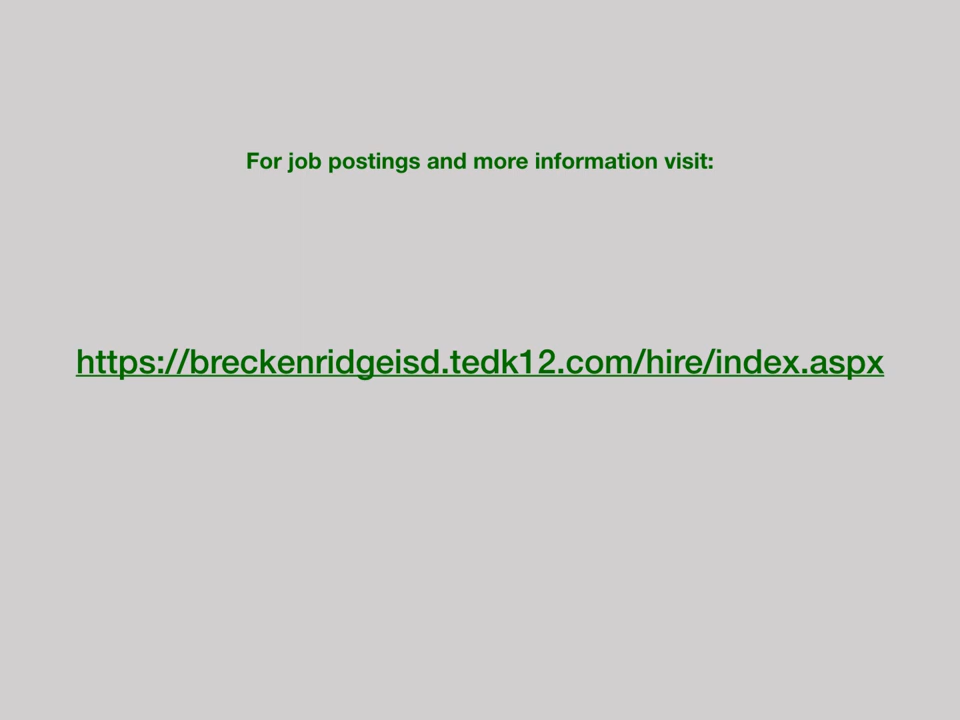 For job postings and more information visit:
https://breckenridgeisd.tedk12.com/hire/index.aspx